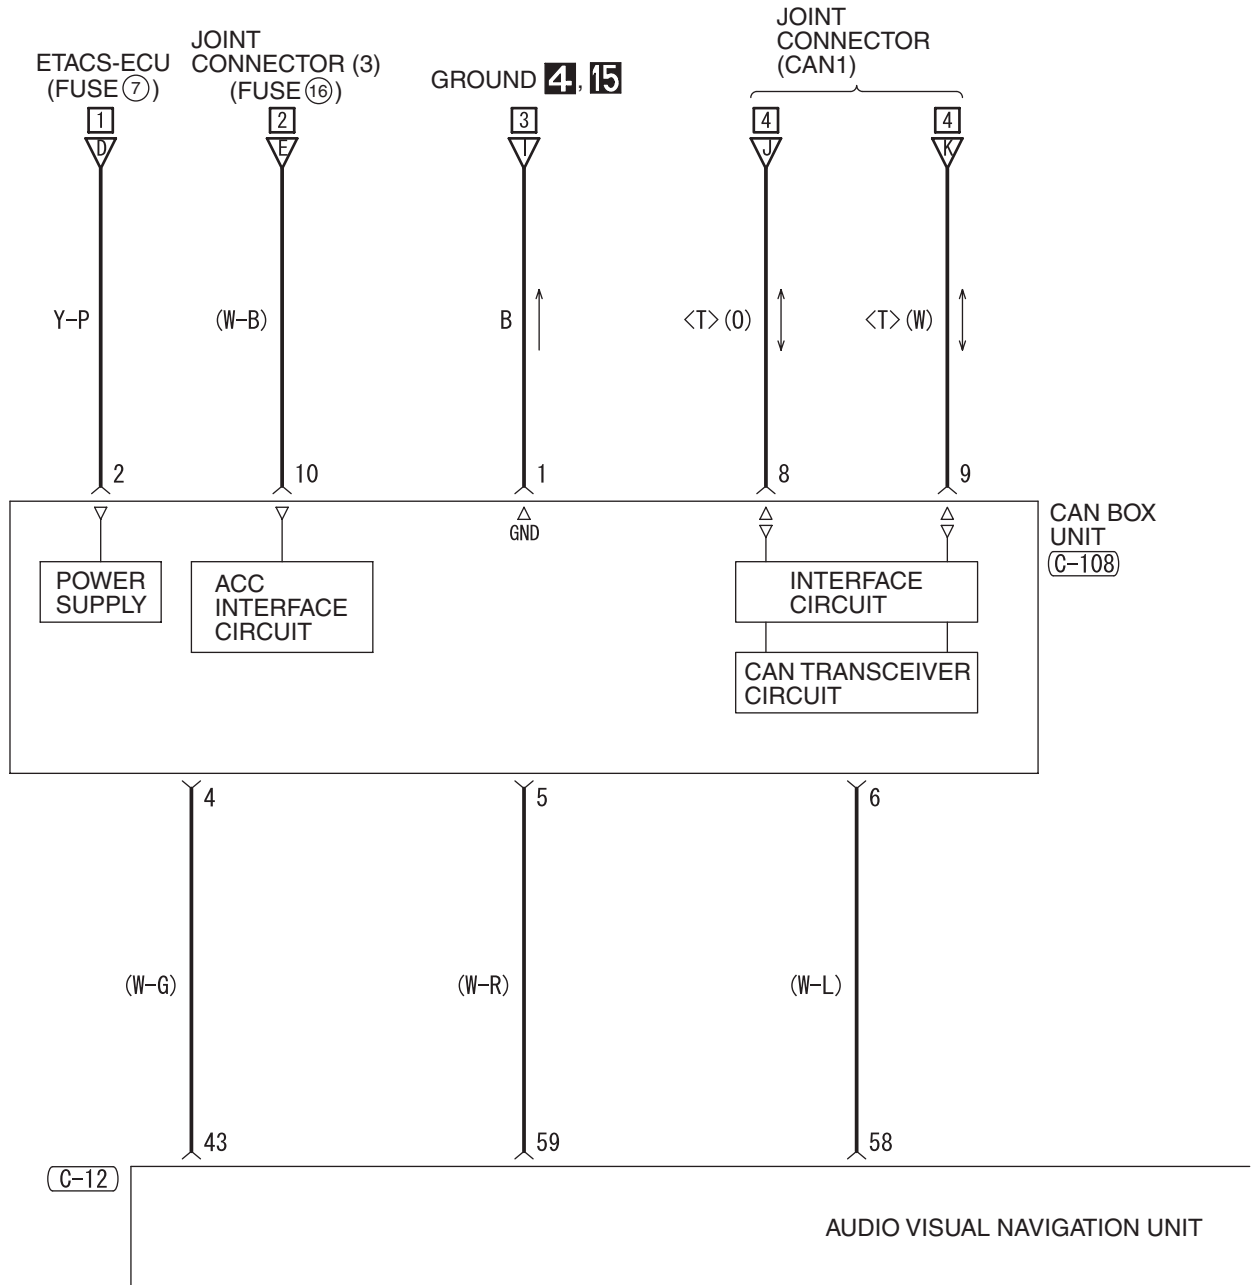 JOINT
CONNECTOR
(CAN1)
JOINT
CONNECTOR (3)
(FUSE ⑯)
ETACS-ECU
(FUSE ⑦)
GROUND 4, 15
1
2
3
4
4
D
E
I
J
K
Y-P
(W-B)
B
<T>(O)
<T>(W)
2
10
1
8
9
GND
CAN BOX
UNIT
C-108
POWER
SUPPLY
ACC
INTERFACE
CIRCUIT
INTERFACE
CIRCUIT
CAN TRANSCEIVER
CIRCUIT
4
5
6
(W-G)
(W-R)
(W-L)
43
59
58
C-12
AUDIO VISUAL NAVIGATION UNIT